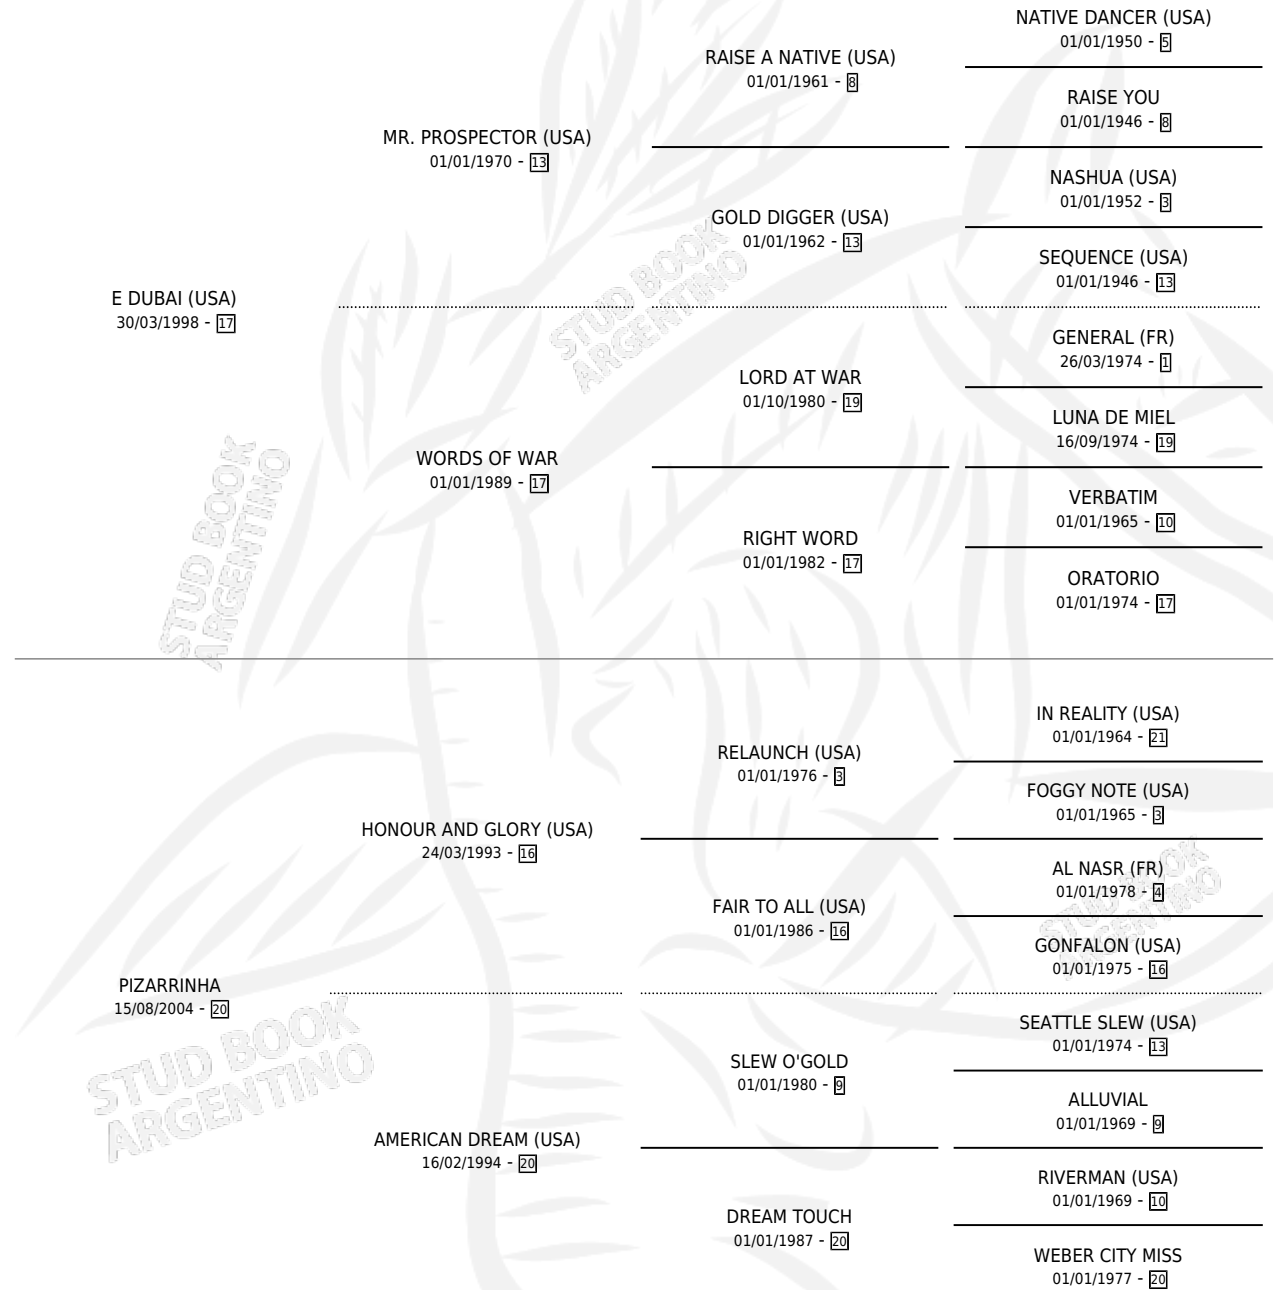 NATIVE DANCER (USA)
01/01/1950 - 5
RAISE A NATIVE (USA)
01/01/1961 - 8
RAISE YOU
01/01/1946 - 8
MR. PROSPECTOR (USA)
01/01/1970 - 13
NASHUA (USA)
01/01/1952 - 3
GOLD DIGGER (USA)
01/01/1962 - 13
SEQUENCE (USA)
01/01/1946 - 13
E DUBAI (USA)
30/03/1998 - 17
GENERAL (FR)
26/03/1974 - 1
LORD AT WAR
01/10/1980 - 19
LUNA DE MIEL
16/09/1974 - 19
WORDS OF WAR
01/01/1989 - 17
VERBATIM
01/01/1965 - 10
RIGHT WORD
01/01/1982 - 17
ORATORIO
01/01/1974 - 17
IN REALITY (USA)
01/01/1964 - 21
RELAUNCH (USA)
01/01/1976 - 3
FOGGY NOTE (USA)
01/01/1965 - 3
HONOUR AND GLORY (USA)
24/03/1993 - 16
AL NASR (FR)
01/01/1978 - 4
FAIR TO ALL (USA)
01/01/1986 - 16
GONFALON (USA)
01/01/1975 - 16
PIZARRINHA
15/08/2004 - 20
SEATTLE SLEW (USA)
01/01/1974 - 13
SLEW O'GOLD
01/01/1980 - 9
ALLUVIAL
01/01/1969 - 9
AMERICAN DREAM (USA)
16/02/1994 - 20
RIVERMAN (USA)
01/01/1969 - 10
DREAM TOUCH
01/01/1987 - 20
WEBER CITY MISS
01/01/1977 - 20
STUD BOOK
ARGENTINO
STUD BOOK
ARGENTINO
STUD BOOK
ARGENTINO
STUD BOOK
ARGENTINO